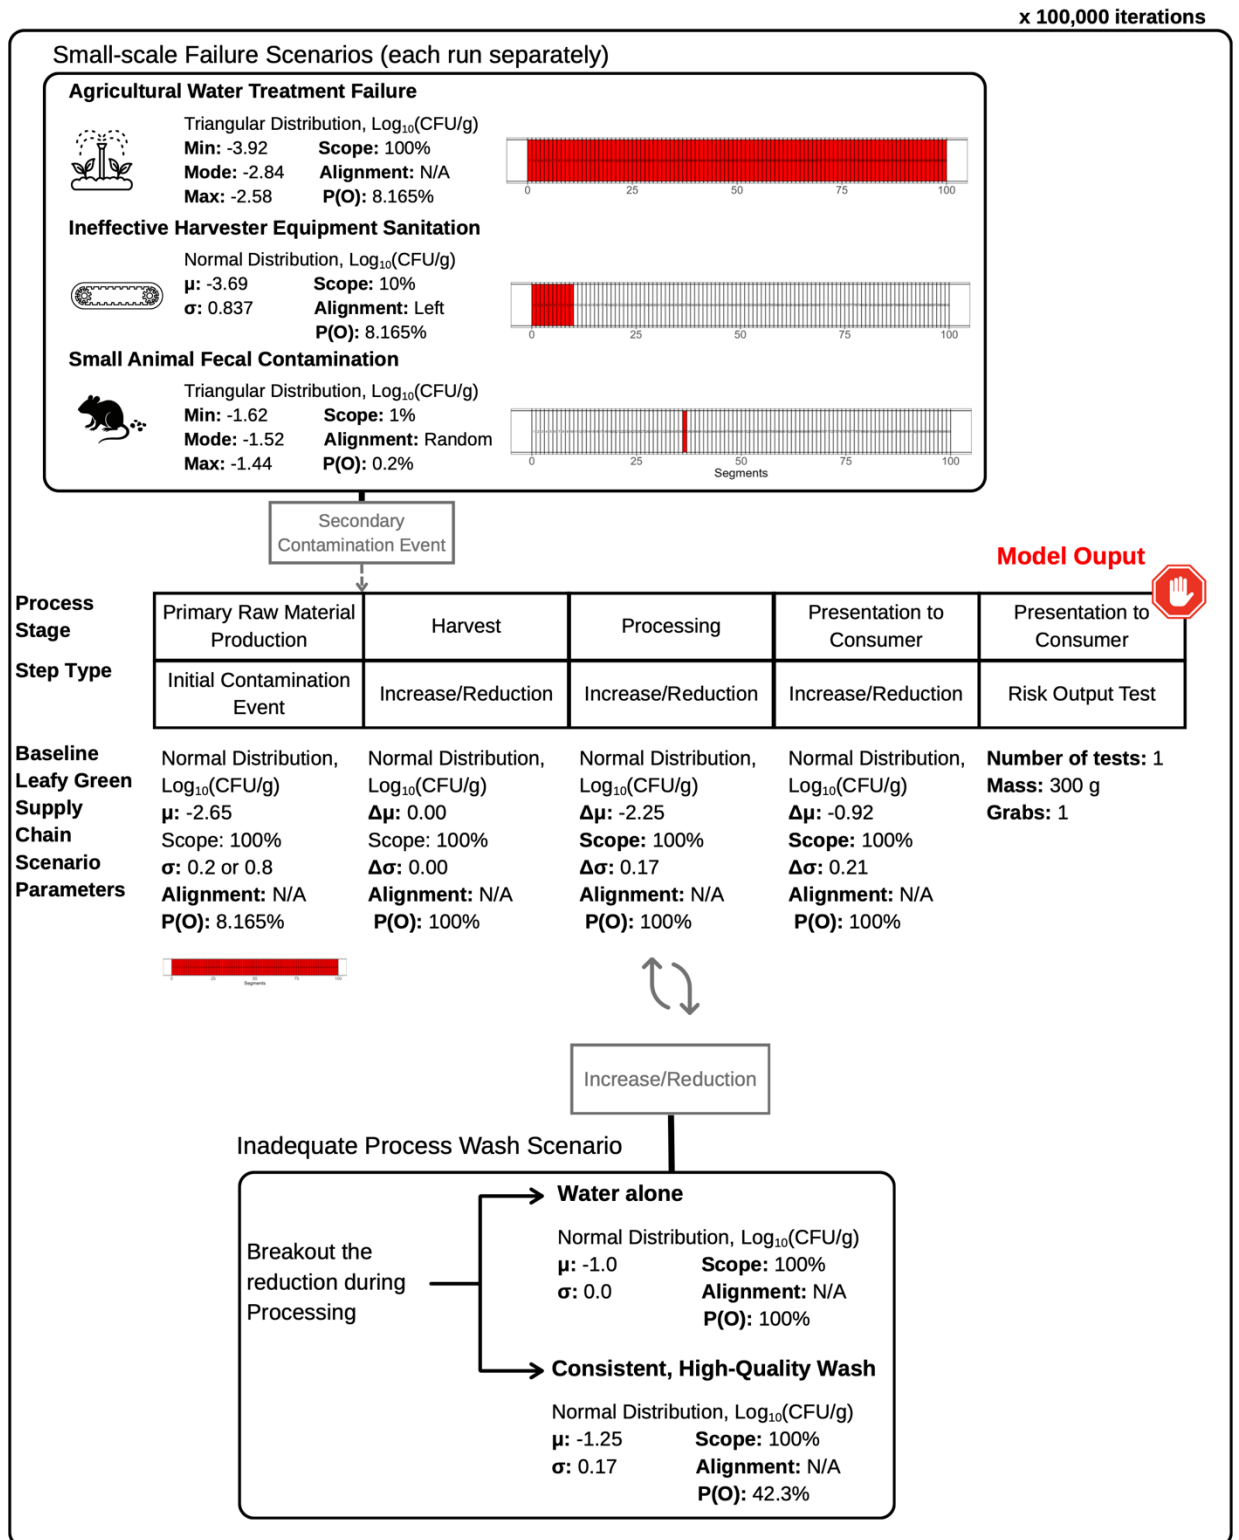 x 100,000 iterations
Small-scale Failure Scenarios (each run separately)
Agricultural Water Treatment Failure
Triangular Distribution, Log₁₀(CFU/g)
Min: -3.92 Scope: 100%
Mode: -2.84 Alignment: N/A
Max: -2.58 P(O): 8.165%
0 25 50 75 100
Ineffective Harvester Equipment Sanitation
Normal Distribution, Log₁₀(CFU/g)
μ: -3.69 Scope: 10%
σ: 0.837 Alignment: Left
P(O): 8.165%
0 25 50 75 100
Small Animal Fecal Contamination
Triangular Distribution, Log₁₀(CFU/g)
Min: -1.62 Scope: 1%
Mode: -1.52 Alignment: Random
Max: -1.44 P(O): 0.2%
0 25 50 75 100
Segments
Secondary
Contamination Event
Model Ouput
Process
Stage
Primary Raw Material
Production
Harvest
Processing
Presentation to
Consumer
Presentation to
Consumer
Step Type
Initial Contamination
Event
Increase/Reduction
Increase/Reduction
Increase/Reduction
Risk Output Test
Baseline
Leafy Green
Supply
Chain
Scenario
Parameters
Normal Distribution,
Log₁₀(CFU/g)
μ: -2.65
Scope: 100%
σ: 0.2 or 0.8
Alignment: N/A
P(O): 8.165%
0 25 50 75 100
Segments
Normal Distribution,
Log₁₀(CFU/g)
Δμ: 0.00
Scope: 100%
Δσ: 0.00
Alignment: N/A
P(O): 100%
Normal Distribution,
Log₁₀(CFU/g)
Δμ: -2.25
Scope: 100%
Δσ: 0.17
Alignment: N/A
P(O): 100%
Normal Distribution,
Log₁₀(CFU/g)
Δμ: -0.92
Scope: 100%
Δσ: 0.21
Alignment: N/A
P(O): 100%
Number of tests: 1
Mass: 300 g
Grabs: 1
Increase/Reduction
Inadequate Process Wash Scenario
Breakout the
reduction during
Processing
Water alone
Normal Distribution, Log₁₀(CFU/g)
μ: -1.0 Scope: 100%
σ: 0.0 Alignment: N/A
P(O): 100%
Consistent, High-Quality Wash
Normal Distribution, Log₁₀(CFU/g)
μ: -1.25 Scope: 100%
σ: 0.17 Alignment: N/A
P(O): 42.3%